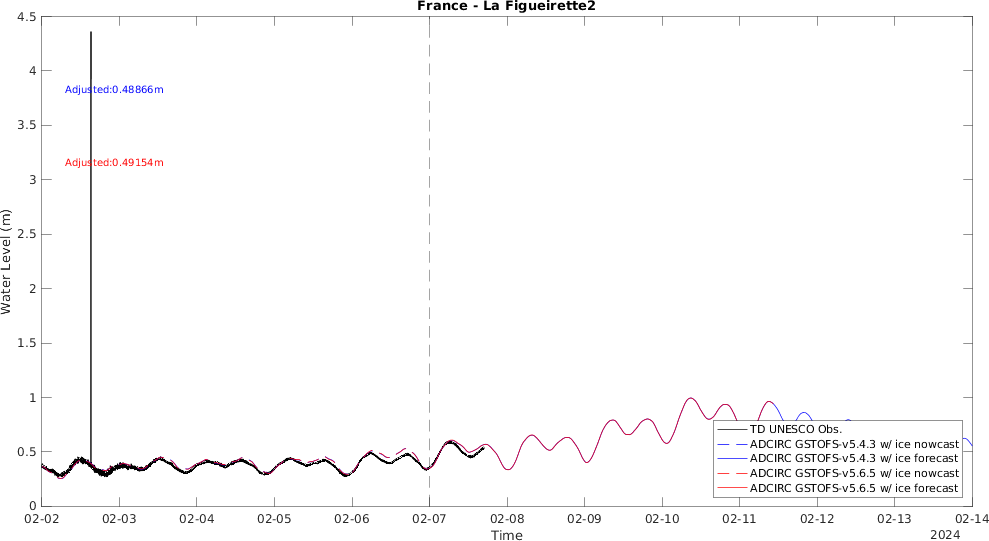 France - La Figueirette2
4.5
4
3.5
3
2.5
2
1.5
1
0.5
0
Water Level (m)
Adjusted:0.48866m
Adjusted:0.49154m
TD UNESCO Obs.
ADCIRC GSTOFS-v5.4.3 w/ ice nowcast
ADCIRC GSTOFS-v5.4.3 w/ ice forecast
ADCIRC GSTOFS-v5.6.5 w/ ice nowcast
ADCIRC GSTOFS-v5.6.5 w/ ice forecast
02-02 02-03 02-04 02-05 02-06 02-07 02-08 02-09 02-10 02-11 02-12 02-13 02-14
Time
2024